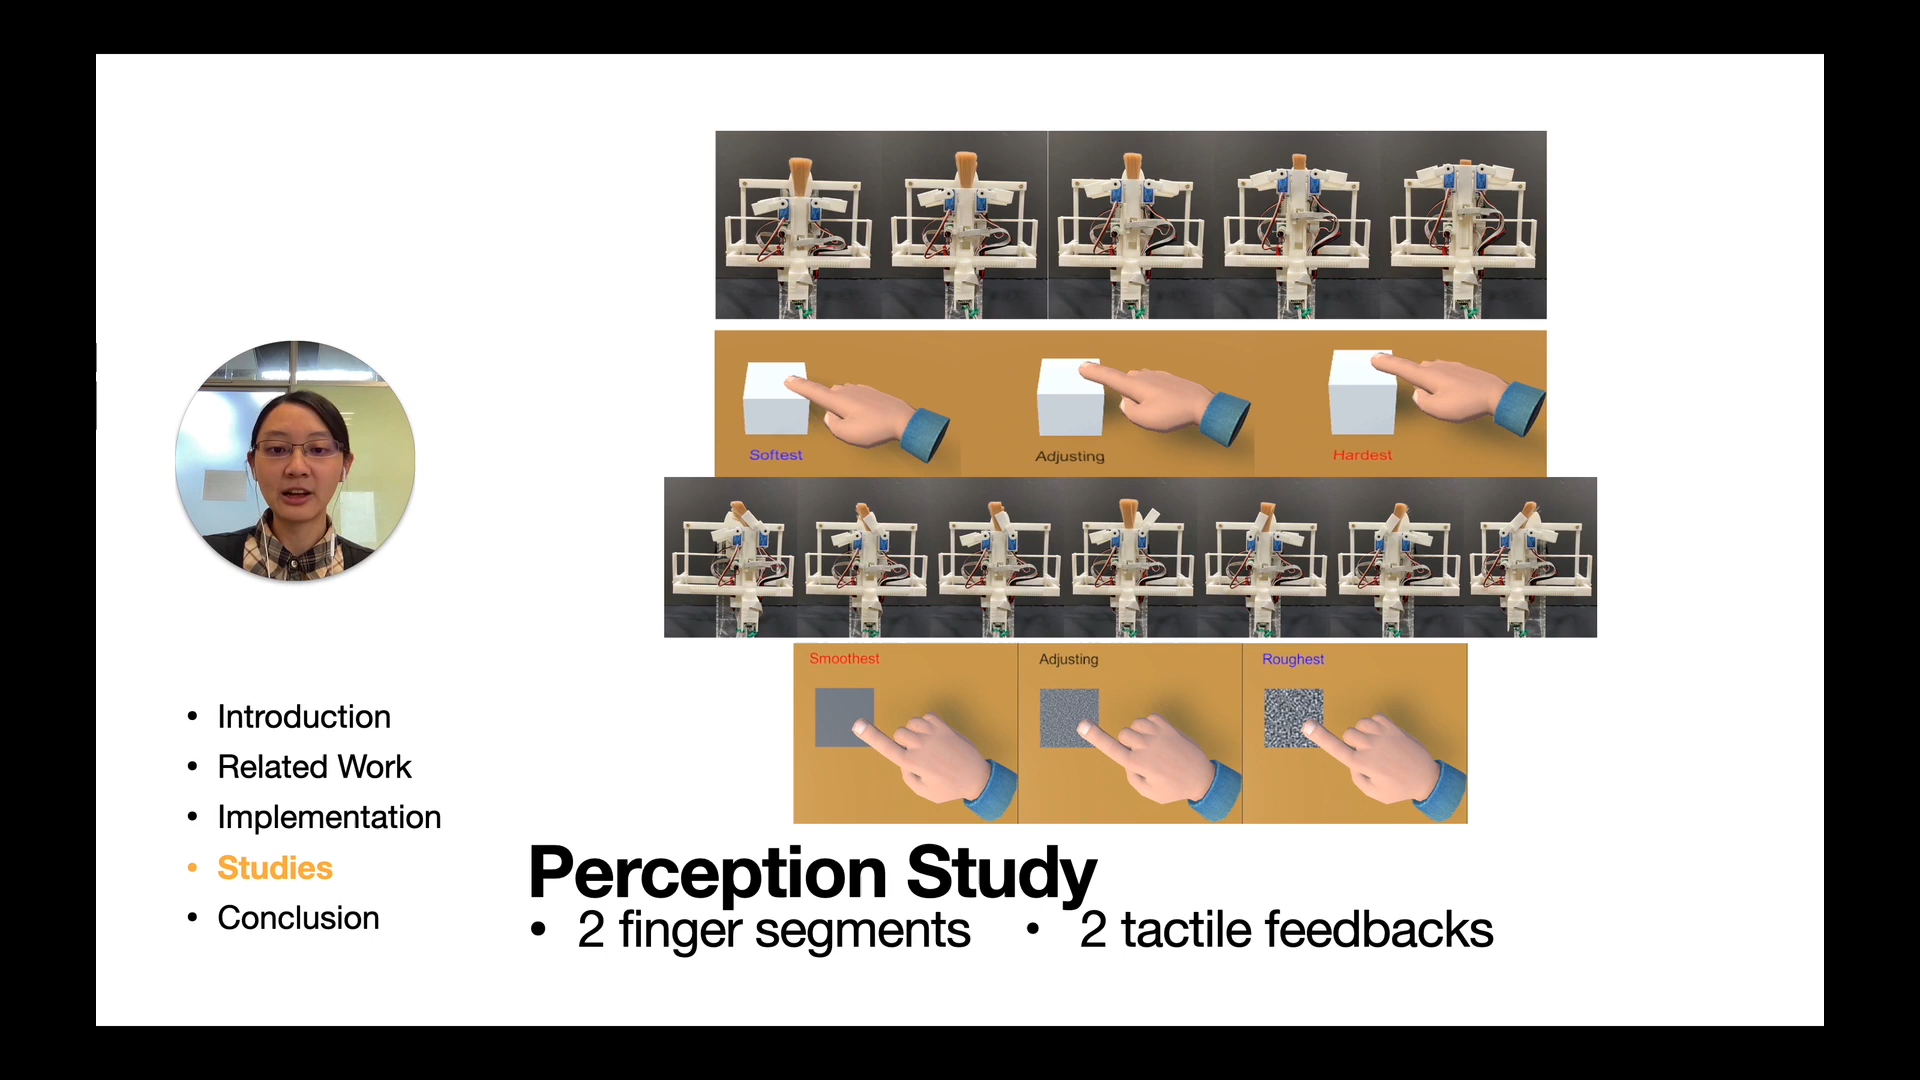 Softest
Adjusting
Hardest
Smoothest
Adjusting
Roughest
• Introduction
• Related Work
• Implementation
• Studies
• Conclusion
Perception Study
• 2 finger segments • 2 tactile feedbacks